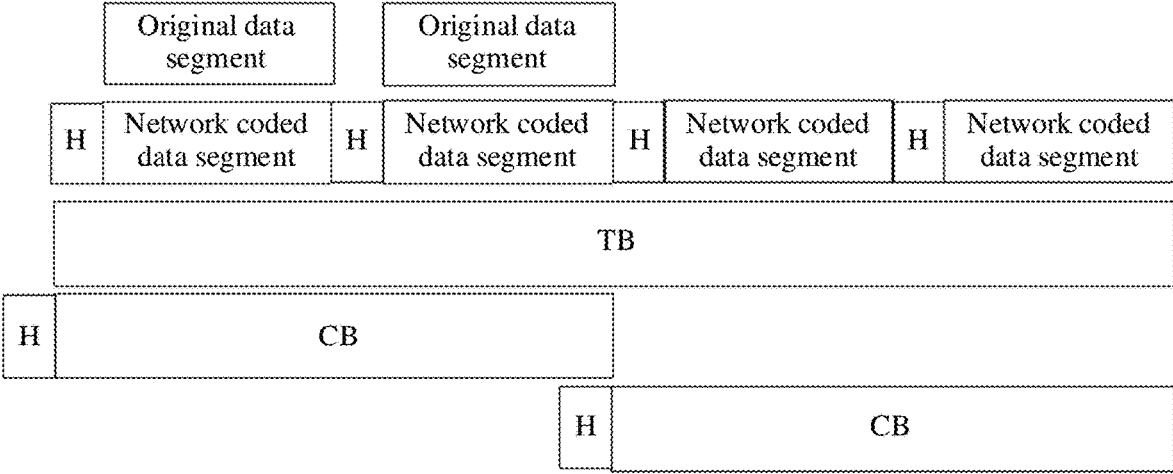 Original data
segment
Original data
segment
H
Network coded
data segment
H
Network coded
data segment
H
Network coded
data segment
H
Network coded
data segment
TB
H
CB
H
CB